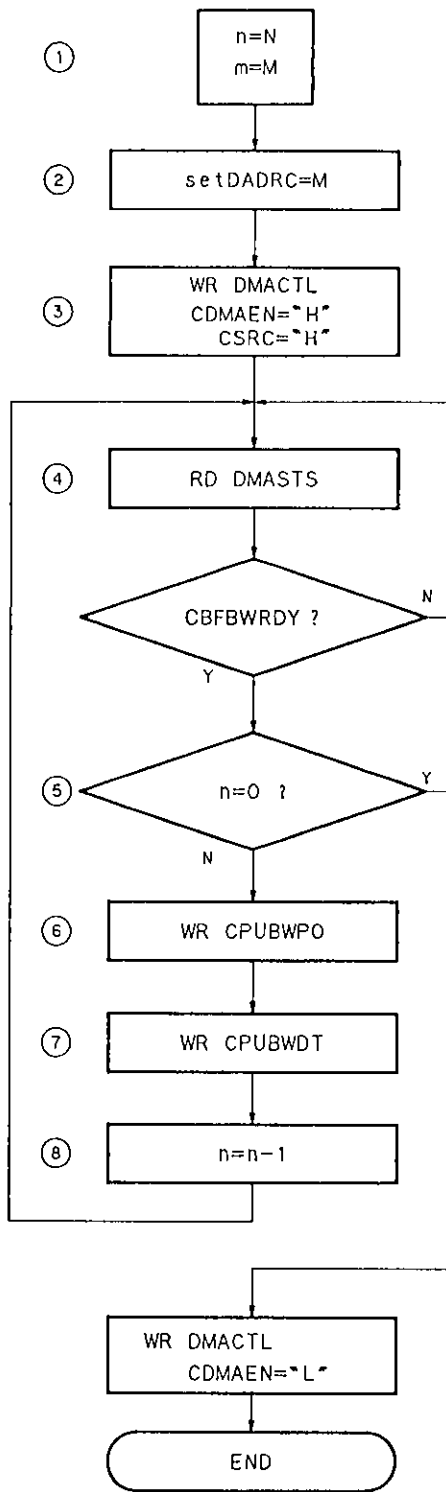 ①
n=N
m=M
②
setDADRC=M
③
WR DMACTL
CDMAEN="H"
CSRC="H"
④
RD DMASTS
CBFBWRDY ?
N
Y
⑤
n=0 ?
Y
N
⑥
WR CPUBWPO
⑦
WR CPUBWDT
⑧
n=n-1
WR DMACTL
CDMAEN="L"
END